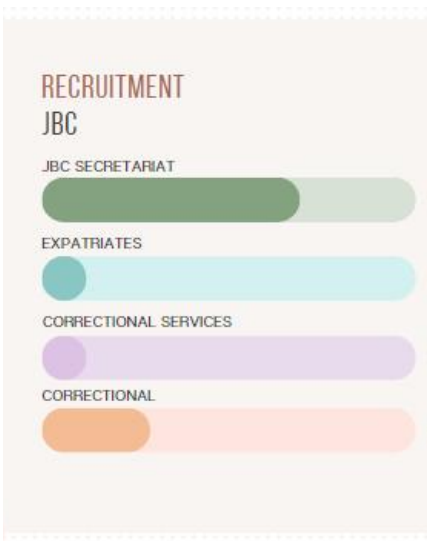 RECRUITMENT
JBC
JBC SECRETARIAT
EXPATRIATES
CORRECTIONAL SERVICES
CORRECTIONAL